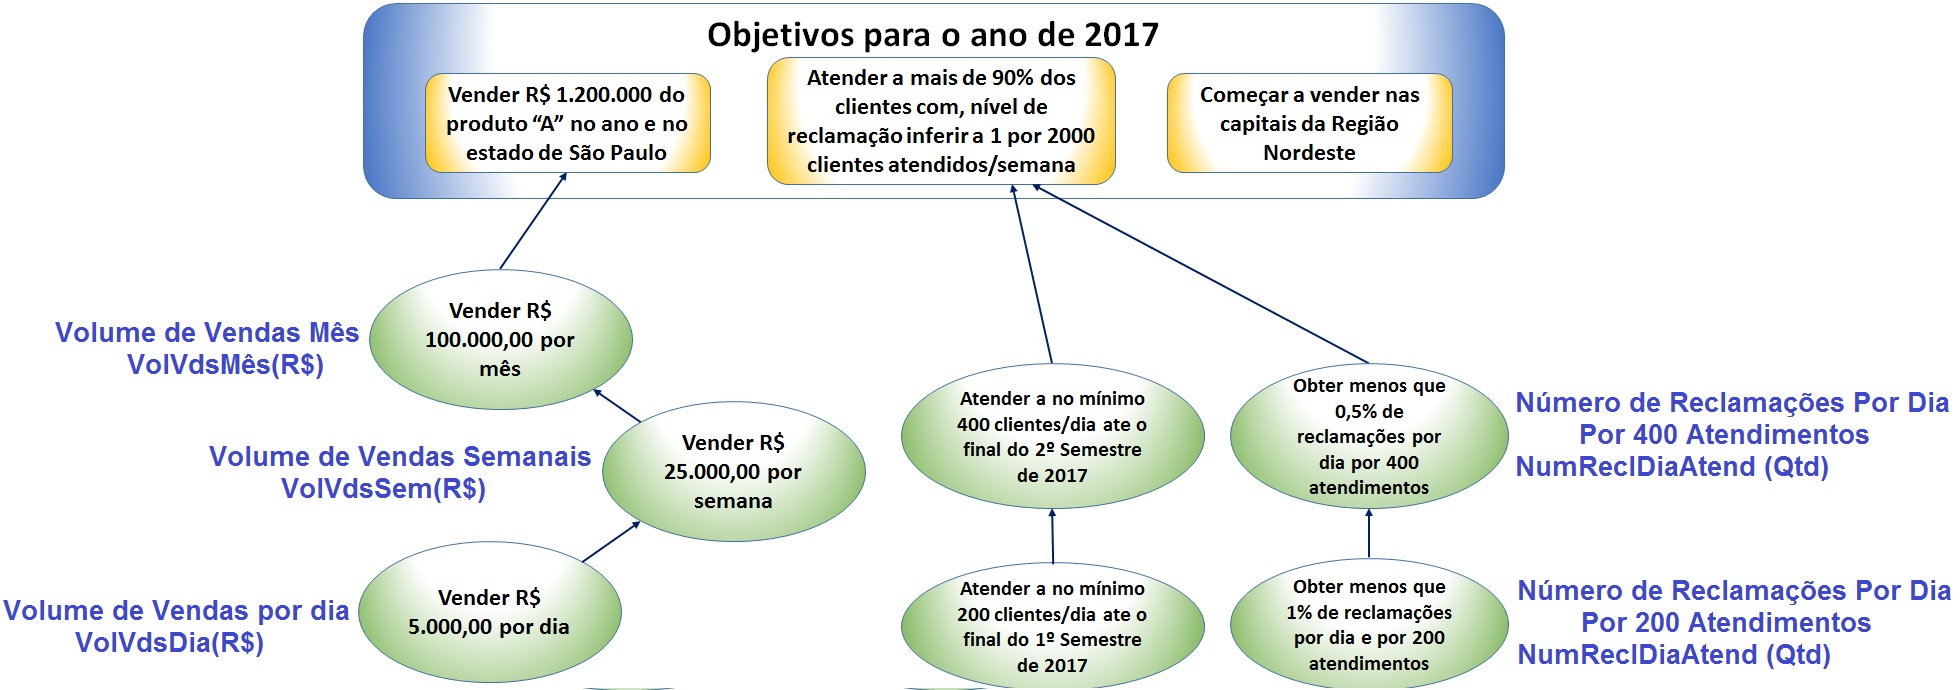 Objetivos para o ano de 2017
Vender R$ 1.200.000 do
produto “A” no ano e no
estado de São Paulo
Atender a mais de 90% dos
clientes com, nível de
reclamação inferir a 1 por 2000
clientes atendidos/semana
Começar a vender nas
capitais da Região
Nordeste
Volume de Vendas Mês
VolVdsMês(R$)
Vender R$
100.000,00 por
mês
Volume de Vendas Semanais
VolVdsSem(R$)
Vender R$
25.000,00 por
semana
Volume de Vendas por dia
VolVdsDia(R$)
Vender R$
5.000,00 por dia
Atender a no mínimo
400 clientes/dia ate o
final do 2º Semestre
de 2017
Atender a no mínimo
200 clientes/dia ate o
final do 1º Semestre
de 2017
Obter menos que
0,5% de
reclamações por
dia por 400
atendimentos
Número de Reclamações Por Dia
Por 400 Atendimentos
NumReclDiaAtend (Qtd)
Obter menos que
1% de reclamações
por dia e por 200
atendimentos
Número de Reclamações Por Dia
Por 200 Atendimentos
NumReclDiaAtend (Qtd)